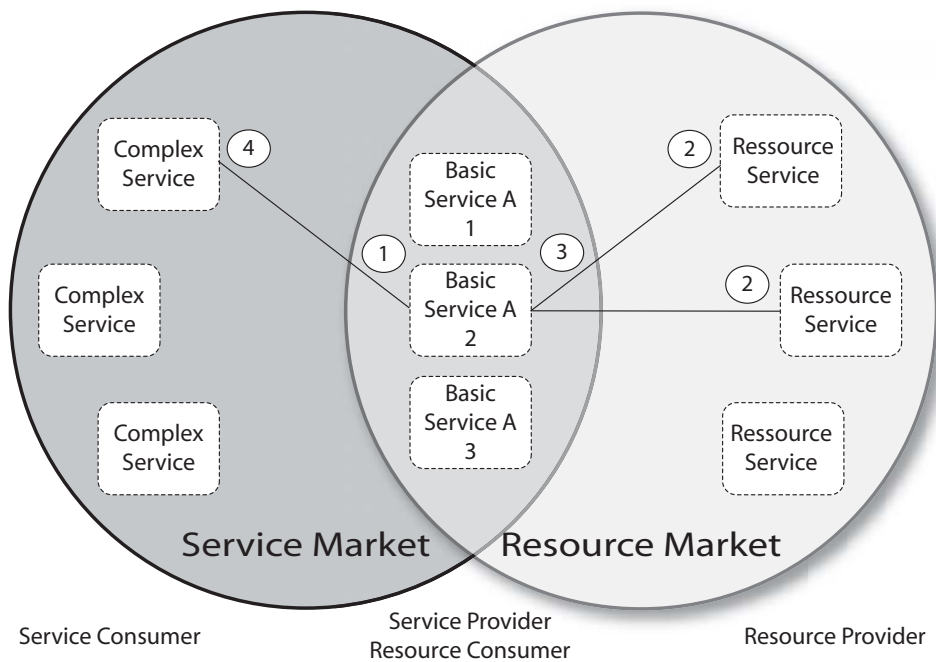 Complex
Service
4
Basic
Service A
1
2
Ressource
Service
1
3
Complex
Service
Basic
Service A
2
2
Ressource
Service
Complex
Service
Basic
Service A
3
Ressource
Service
Service Market
Resource Market
Service Consumer
Service Provider
Resource Consumer
Resource Provider